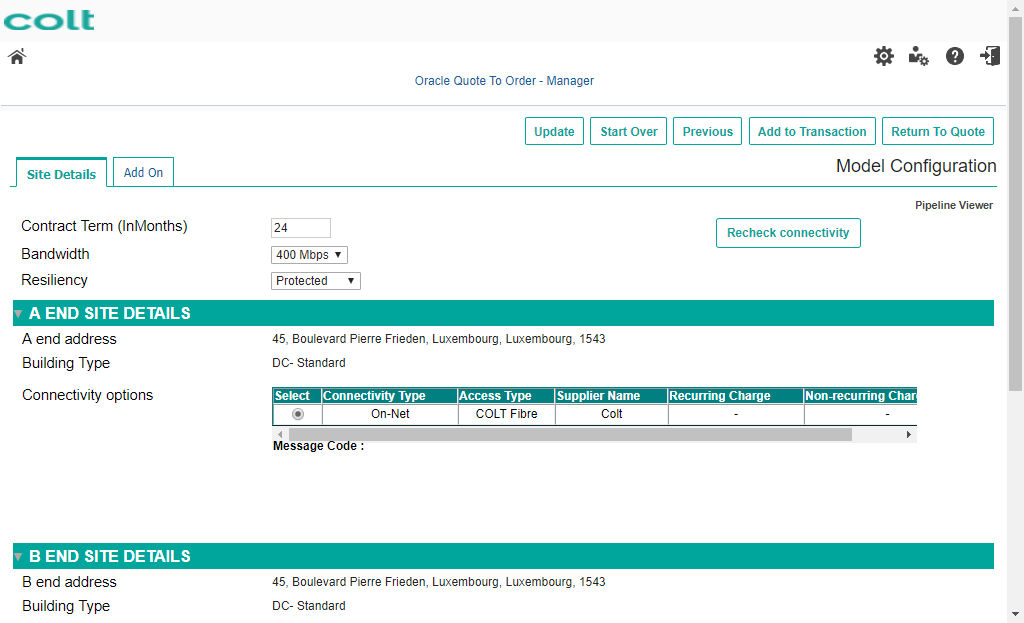 colt
Oracle Quote To Order - Manager
Update Start Over Previous Add to Transaction Return To Quote
Site Details Add On Model Configuration
Pipeline Viewer
Contract Term (InMonths) 24 Recheck connectivity
Bandwidth 400 Mbps
Resiliency Protected
A END SITE DETAILS
A end address 45, Boulevard Pierre Frieden, Luxembourg, Luxembourg, 1543
Building Type DC- Standard
Connectivity options
Select Connectivity Type Access Type Supplier Name Recurring Charge Non-recurring Char
On-Net COLT Fibre Colt - -
Message Code :
B END SITE DETAILS
B end address 45, Boulevard Pierre Frieden, Luxembourg, Luxembourg, 1543
Building Type DC- Standard